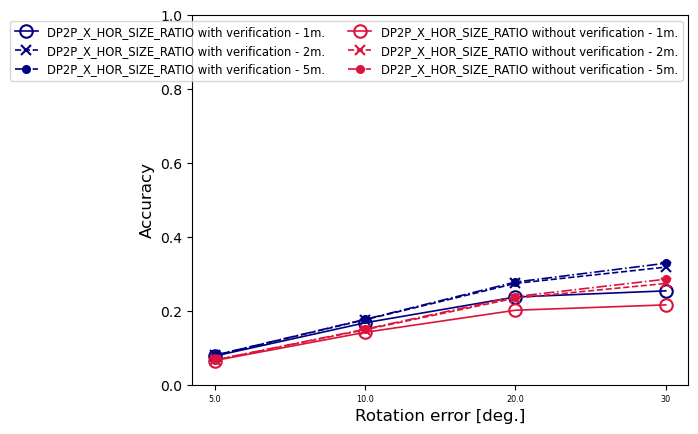 1.0
DP2P_X_HOR_SIZE_RATIO with verification - 1m.
DP2P_X_HOR_SIZE_RATIO with verification - 2m.
DP2P_X_HOR_SIZE_RATIO with verification - 5m.
DP2P_X_HOR_SIZE_RATIO without verification - 1m.
DP2P_X_HOR_SIZE_RATIO without verification - 2m.
DP2P_X_HOR_SIZE_RATIO without verification - 5m.
0.8
0.6
0.4
0.2
0.0
Accuracy
5.0 10.0 20.0 30
Rotation error [deg.]